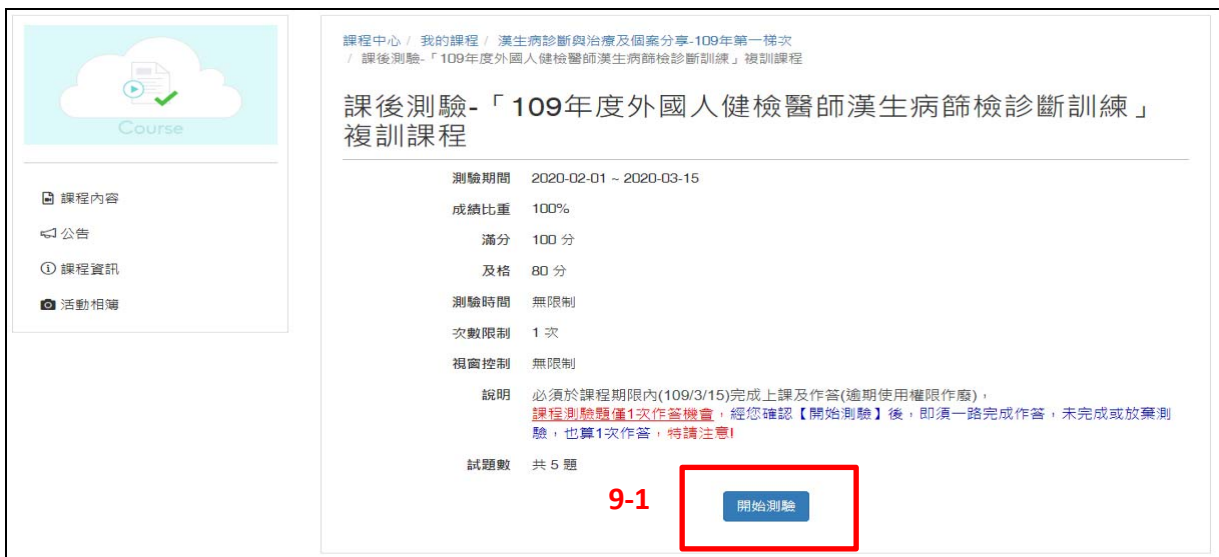 Course
課程內容
公告
課程資訊
活動相簿
課程中心 / 我的課程 / 漢生病診斷與治療及個案分享-109年第一梯次
/ 課後測驗-「109年度外國人健檢醫師漢生病篩檢診斷訓練」複訓課程
課後測驗-「109年度外國人健檢醫師漢生病篩檢診斷訓練」
複訓課程
測驗期間 2020-02-01 ~ 2020-03-15
成績比重 100%
滿分 100 分
及格 80 分
測驗時間 無限制
次數限制 1 次
視窗控制 無限制
說明 必須於課程期限內(109/3/15)完成上課及作答(逾期使用權限作廢)，
課程測驗題僅1次作答機會，經您確認【開始測驗】後，即須一路完成作答，未完成或放棄測
驗，也算1次作答，特請注意!
試題數 共 5 題
9-1
開始測驗